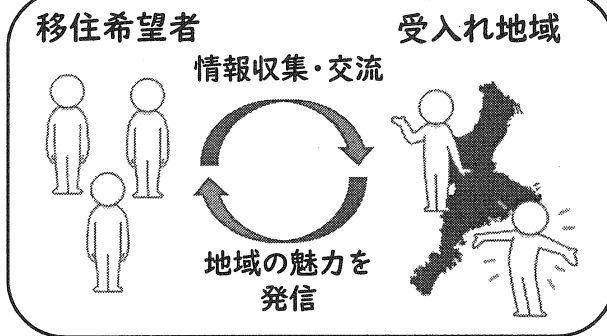 移住希望者
受入れ地域
情報収集・交流
地域の魅力を
発信